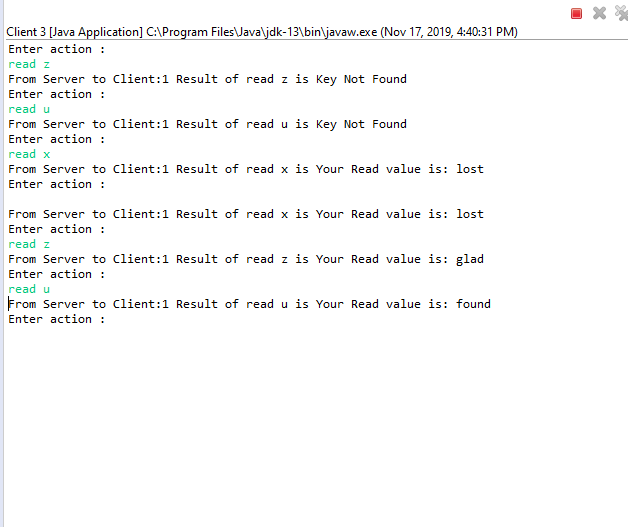 Client 3 [Java Application] C:\Program Files\Java\jdk-13\bin\javaw.exe (Nov 17, 2019, 4:40:31 PM)
Enter action :
read z
From Server to Client:1 Result of read z is Key Not Found
Enter action :
read u
From Server to Client:1 Result of read u is Key Not Found
Enter action :
read x
From Server to Client:1 Result of read x is Your Read value is: lost
Enter action :
From Server to Client:1 Result of read x is Your Read value is: lost
Enter action :
read z
From Server to Client:1 Result of read z is Your Read value is: glad
Enter action :
read u
From Server to Client:1 Result of read u is Your Read value is: found
Enter action :